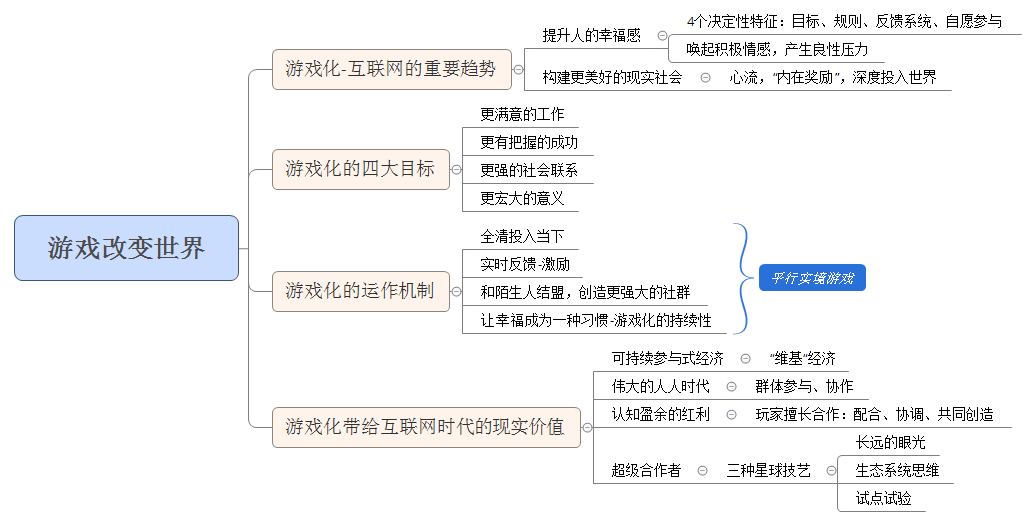 游戏改变世界
游戏化-互联网的重要趋势
提升人的幸福感
4个决定性特征：目标、规则、反馈系统、自愿参与
唤起积极情感，产生良性压力
构建更美好的现实社会
心流，"内在奖励"，深度投入世界
游戏化的四大目标
更满意的工作
更有把握的成功
更强的社会联系
更宏大的意义
游戏化的运作机制
全清投入当下
实时反馈-激励
和陌生人结盟，创造更强大的社群
让幸福成为一种习惯-游戏化的持续性
平行实境游戏
游戏化带给互联网时代的现实价值
可持续参与式经济
"维基"经济
伟大的人人时代
群体参与、协作
认知盈余的红利
玩家擅长合作：配合、协调、共同创造
超级合作者
三种星球技艺
长远的眼光
生态系统思维
试点试验